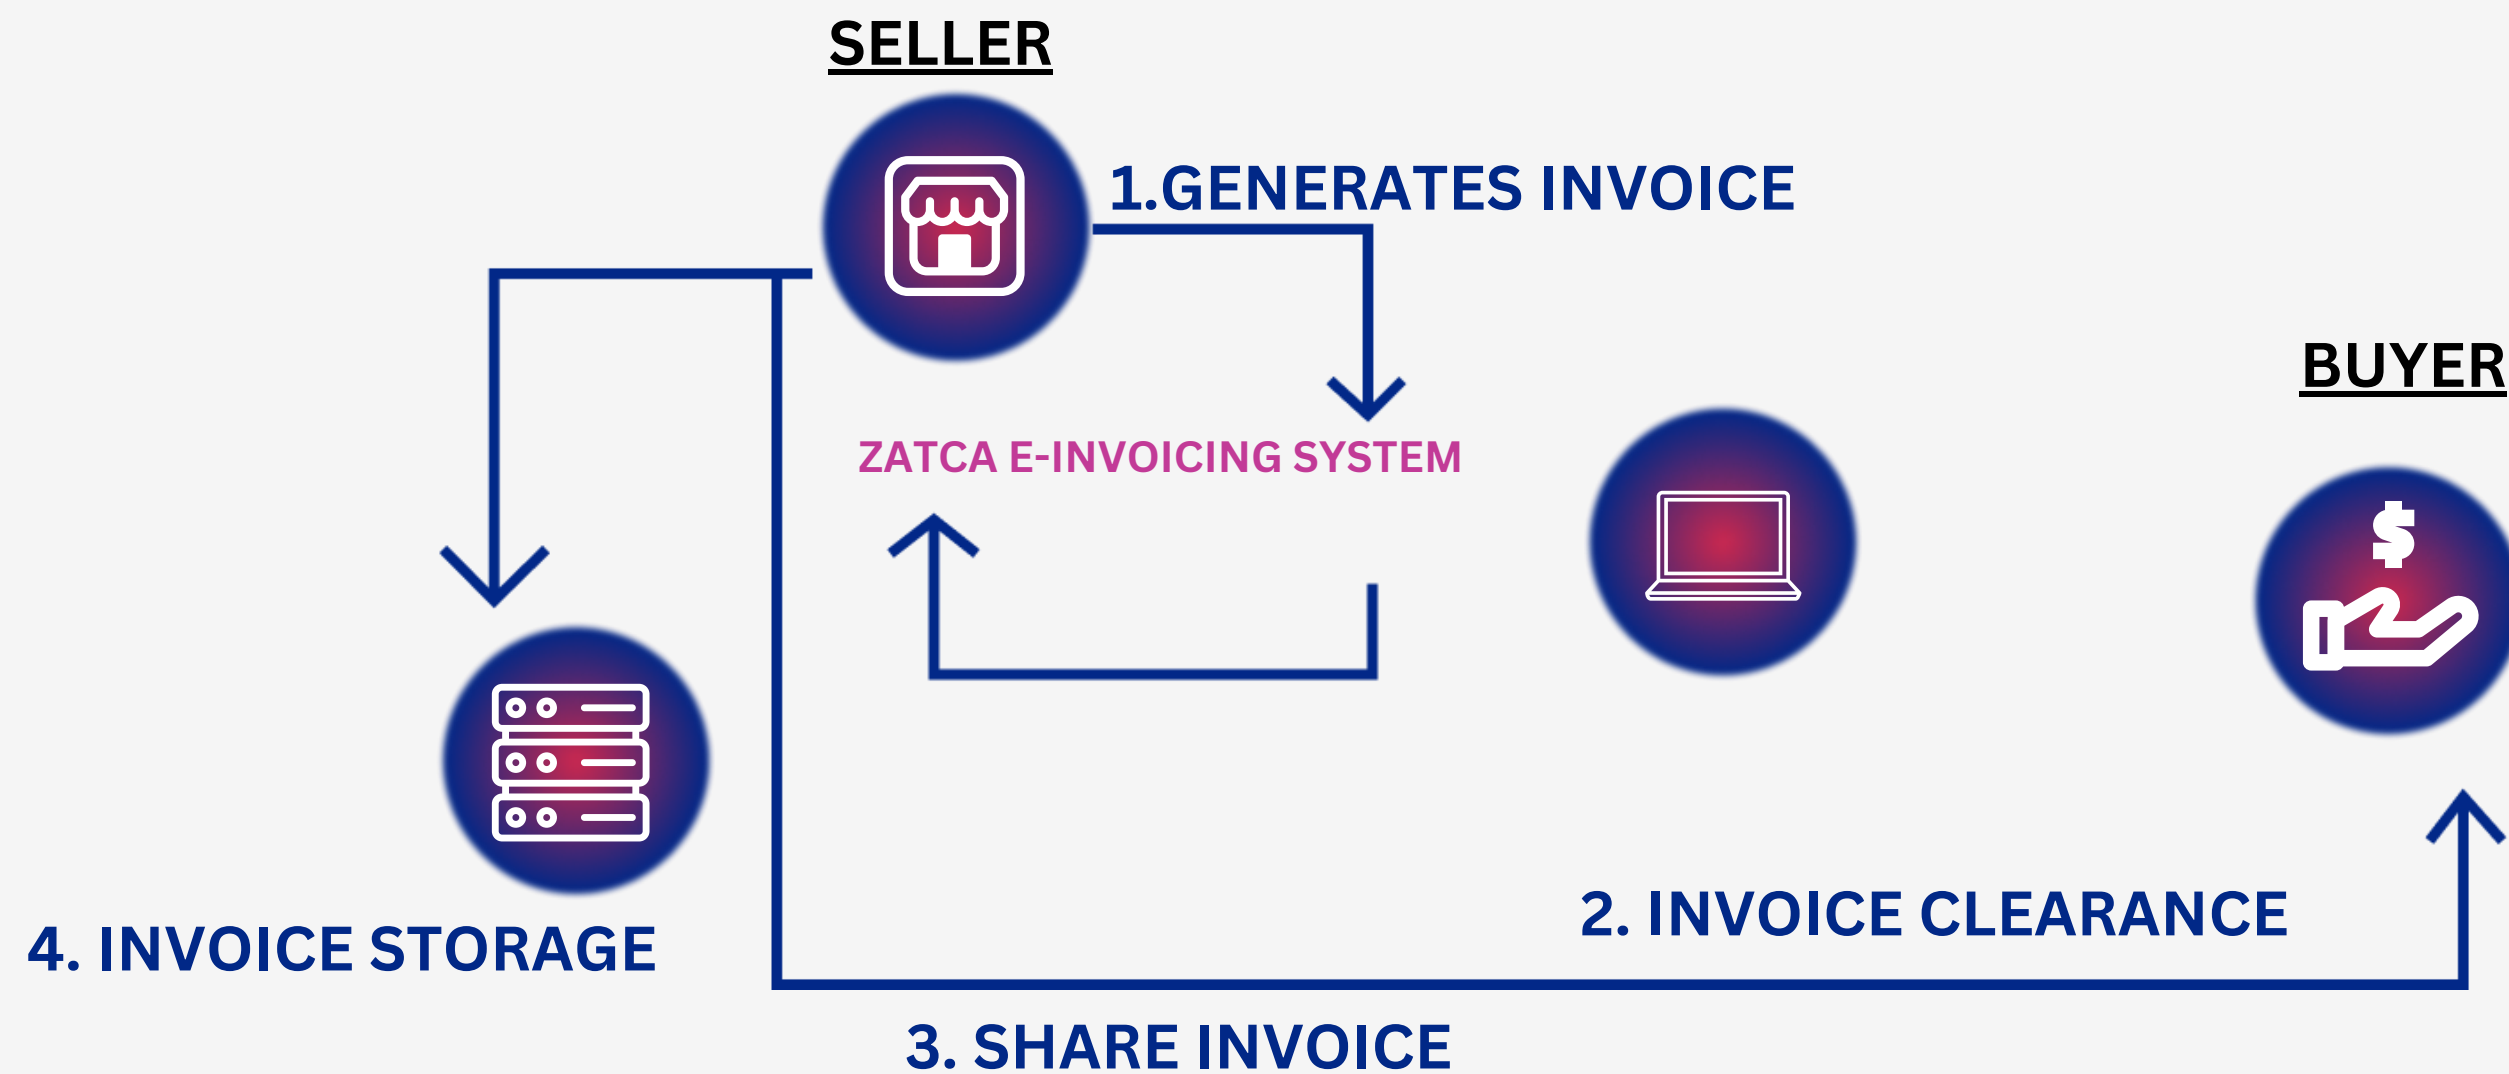 SELLER
1.GENERATES INVOICE
BUYER
ZATCA E-INVOICING SYSTEM
2. INVOICE CLEARANCE
4. INVOICE STORAGE
3. SHARE INVOICE